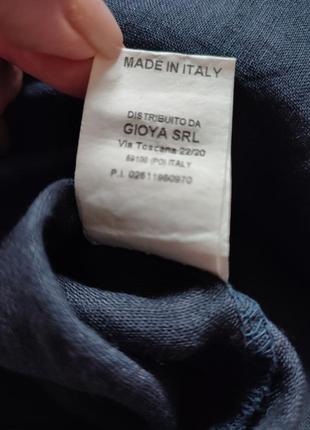 MADE IN ITALY
DISTRIBUITO DA
GIOYA SRL
Via Toscana 22/20
59100 (PO) ITALY
P.I. 02611960970